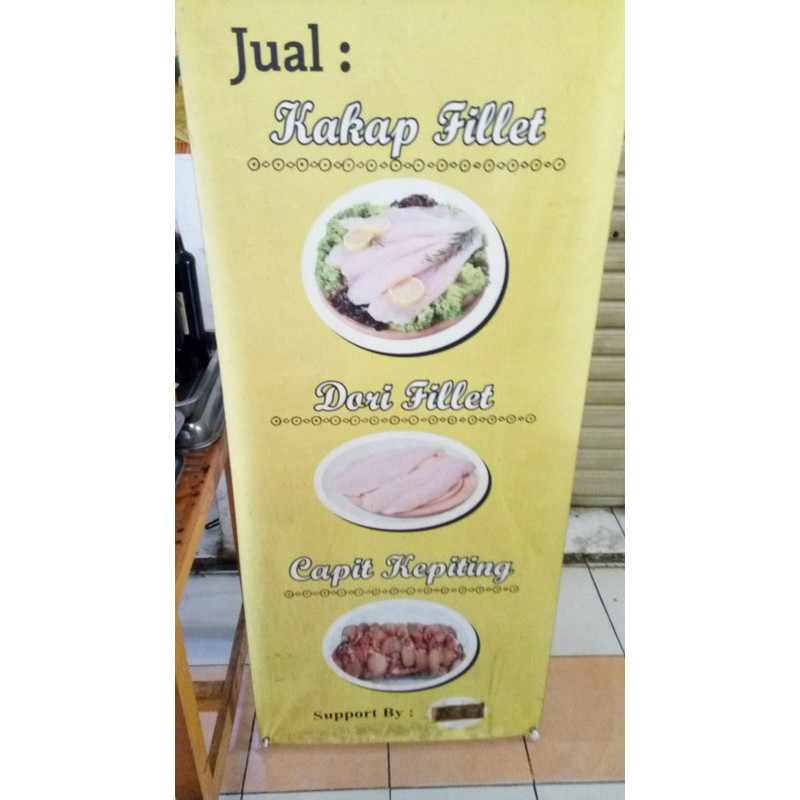 Jual :
Kakap Fillet
Dori Fillet
Capit Kepiting
Support By :